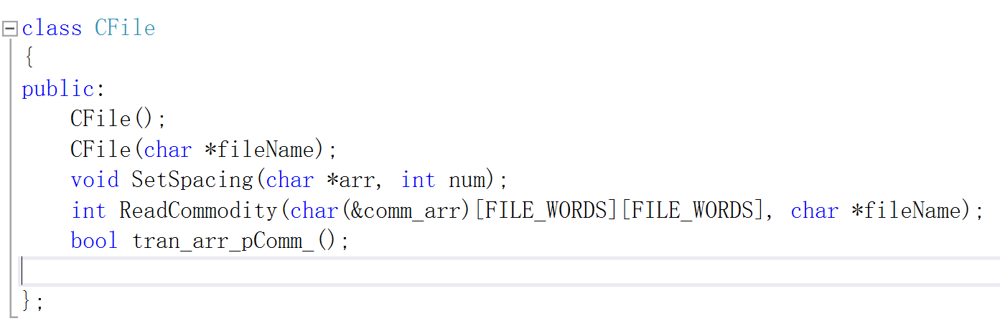 class CFile
{
public:
    CFile();
    CFile(char *fileName);
    void SetSpacing(char *arr, int num);
    int ReadCommodity(char(&comm_arr)[FILE_WORDS][FILE_WORDS], char *fileName);
    bool tran_arr_pComm_();
};